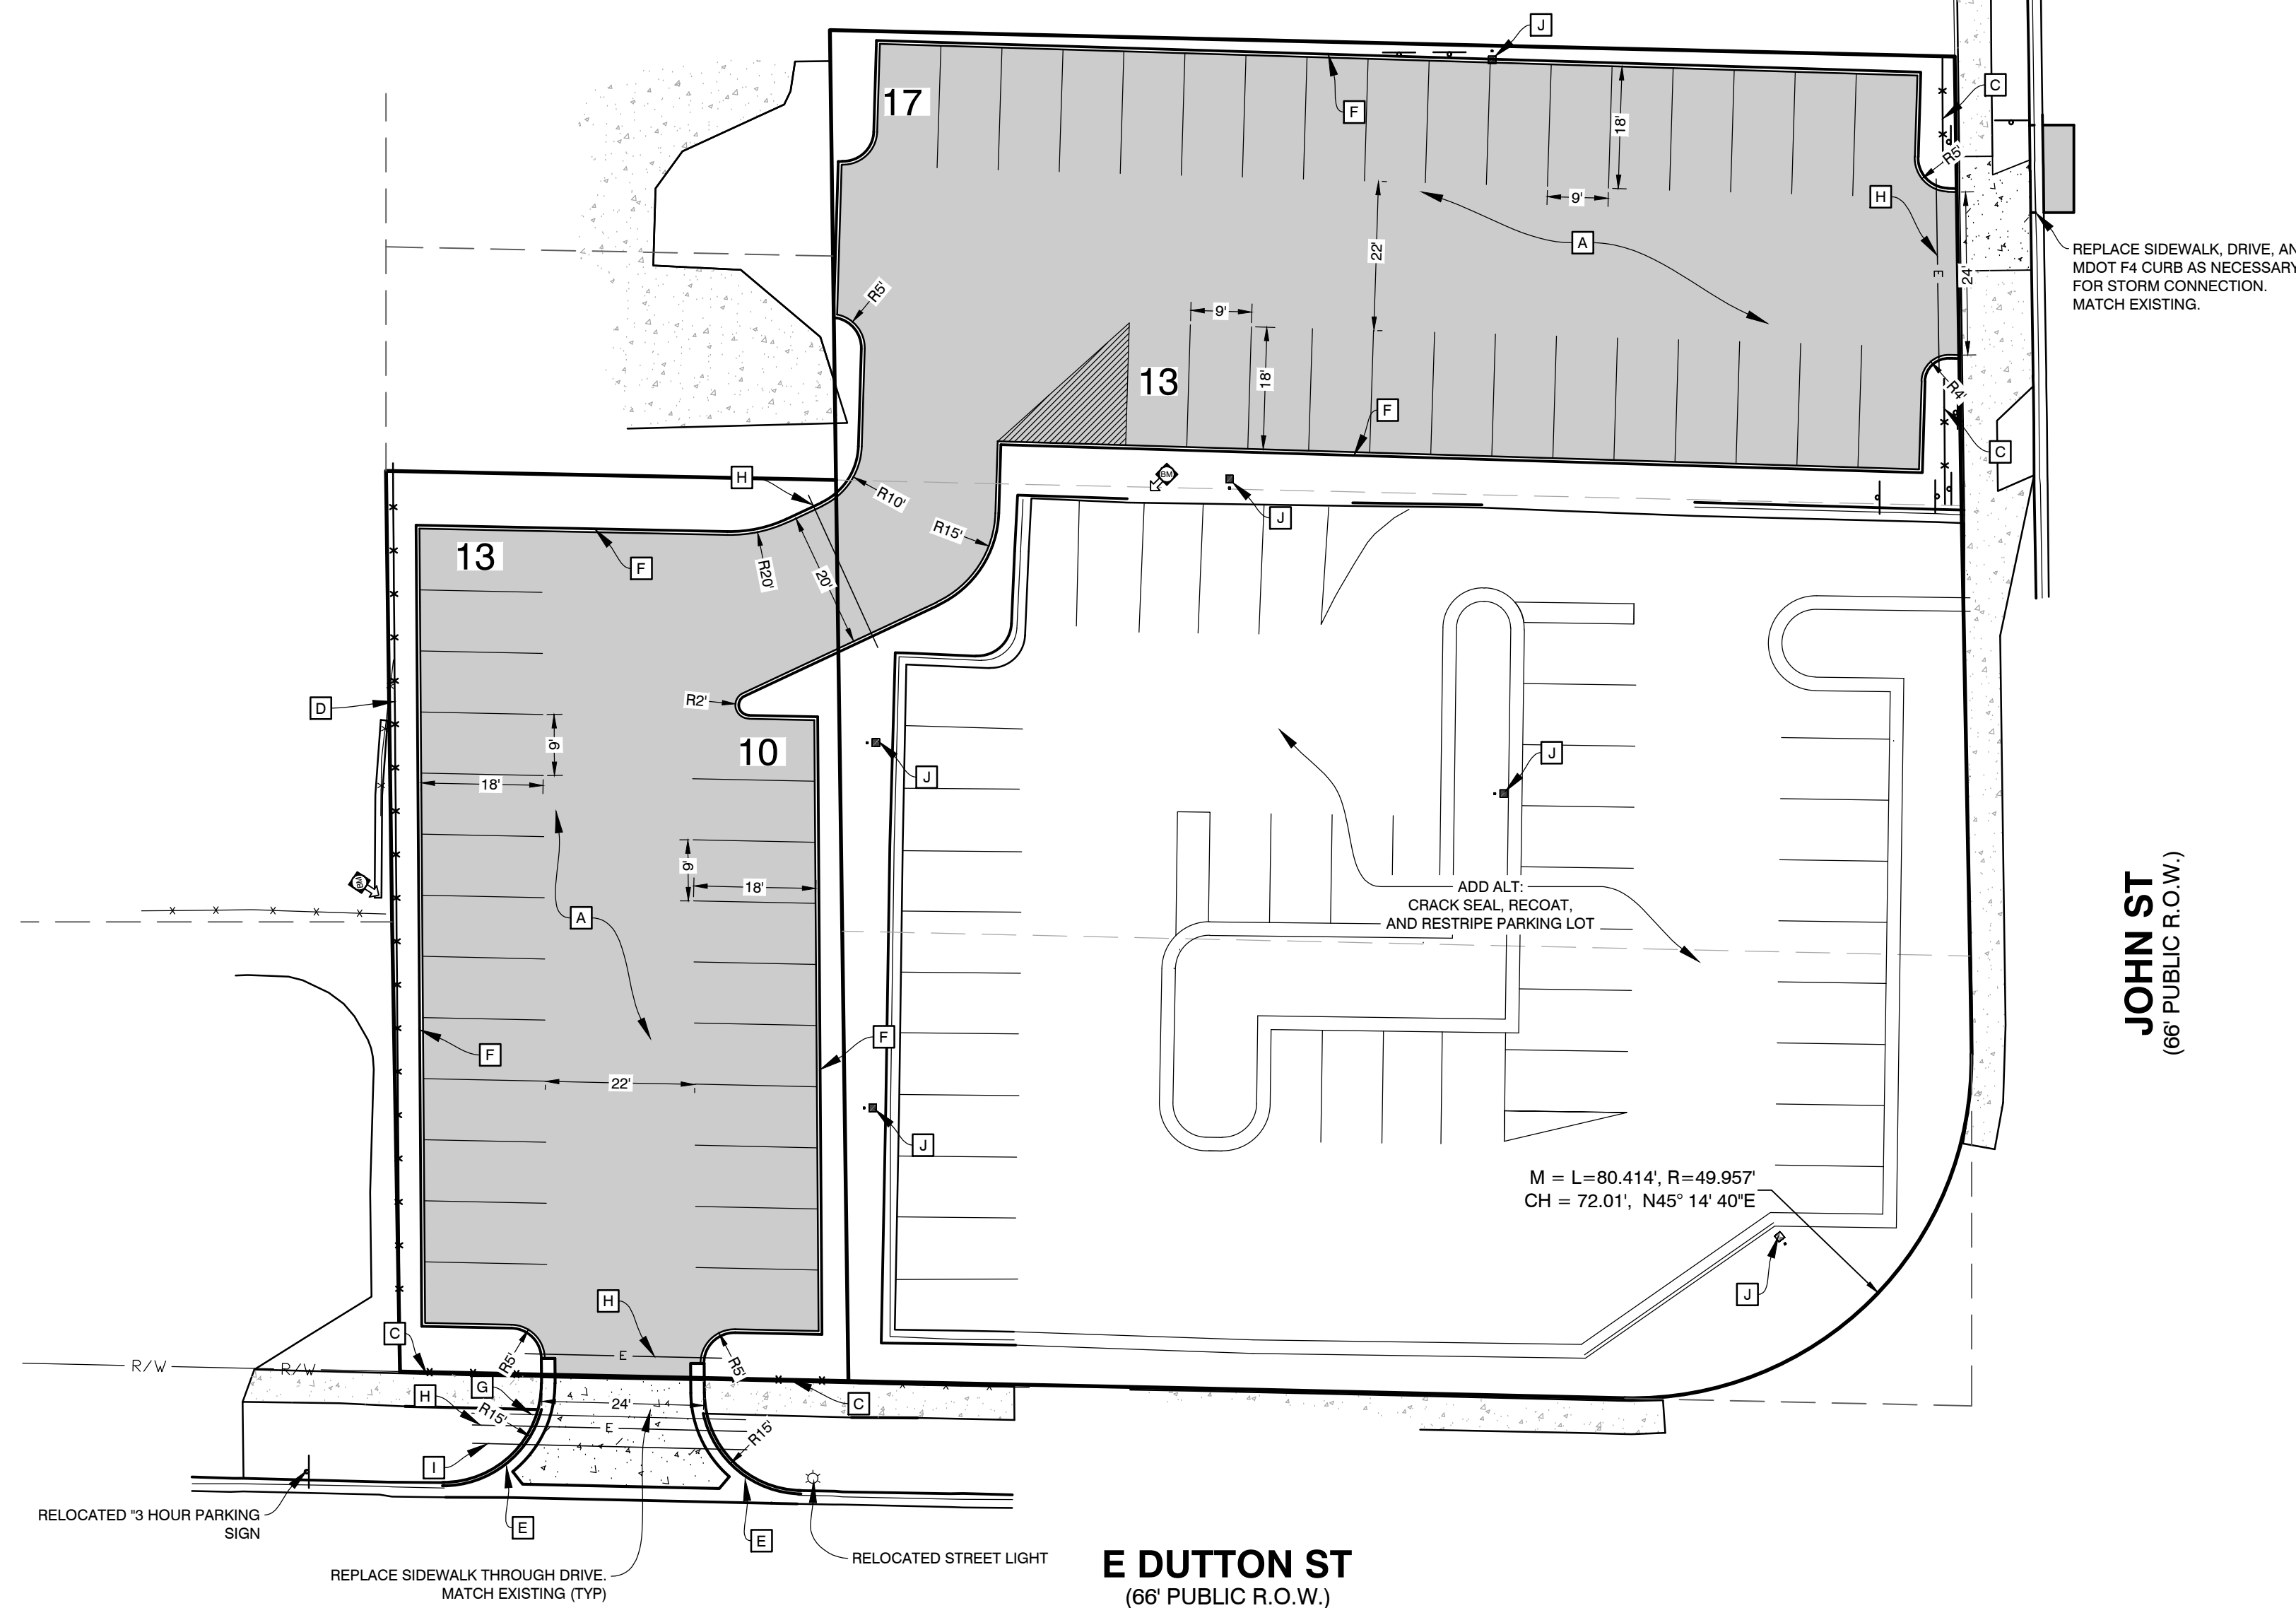 J
17
F
C
18'
R5'
H
9'
A
22'
E
24'
REPLACE SIDEWALK, DRIVE, AN
MDOT F4 CURB AS NECESSARY
FOR STORM CONNECTION.
MATCH EXISTING.
R5'
9'
18'
13
F
R4'
C
H
BM
R10'
J
R15'
13
F
R20'
20'
D
R2'
10
9'
18'
J
J
9'
18'
BM
A
ADD ALT:
CRACK SEAL, RECOAT,
AND RESTRIPE PARKING LOT
JOHN ST
(66' PUBLIC R.O.W.)
F
F
22'
J
M = L=80.414', R=49.957'
CH = 72.01', N45° 14' 40"E
J
H
C
E
R/W
R/W
R5'
R5'
H
G
C
R15'
24'
E
R15'
I
RELOCATED "3 HOUR PARKING
SIGN
E
E
RELOCATED STREET LIGHT
REPLACE SIDEWALK THROUGH DRIVE.
MATCH EXISTING (TYP)
E DUTTON ST
(66' PUBLIC R.O.W.)